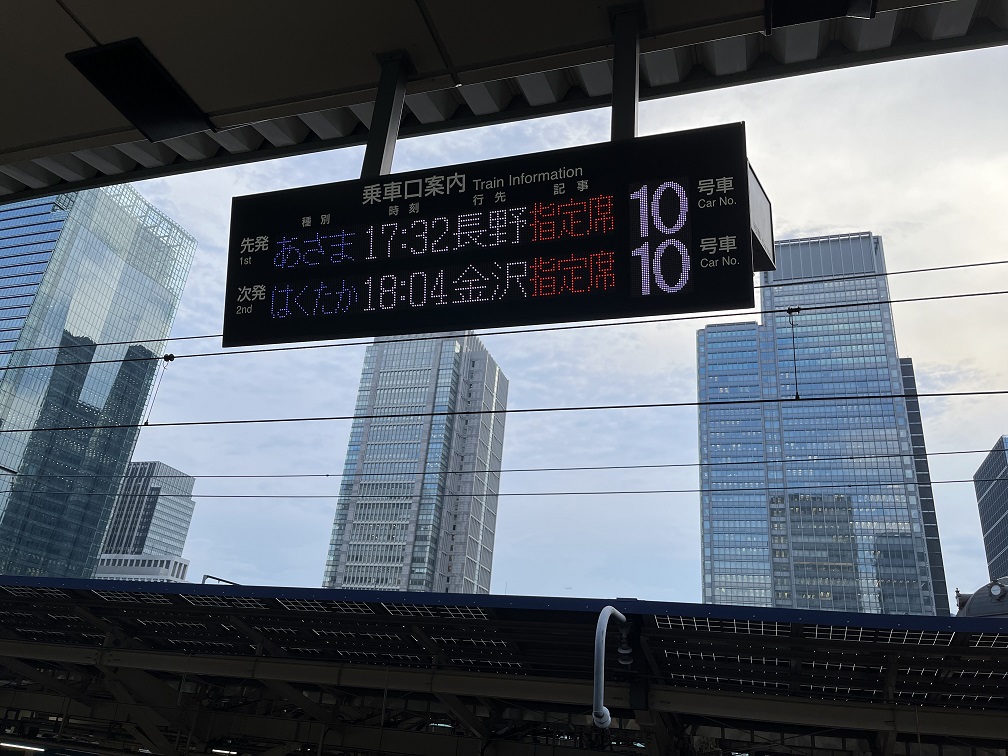 乗車口案内 Train Information
種別 時刻 行先 記事
先発 1st あさま 17:32 長野 指定席 10 号車 Car No.
次発 2nd はくたか 18:04 金沢 指定席 10 号車 Car No.